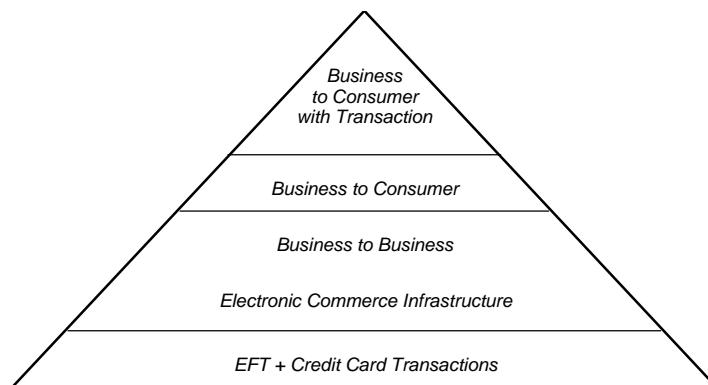 Business
to Consumer
with Transaction
Business to Consumer
Business to Business
Electronic Commerce Infrastructure
EFT + Credit Card Transactions